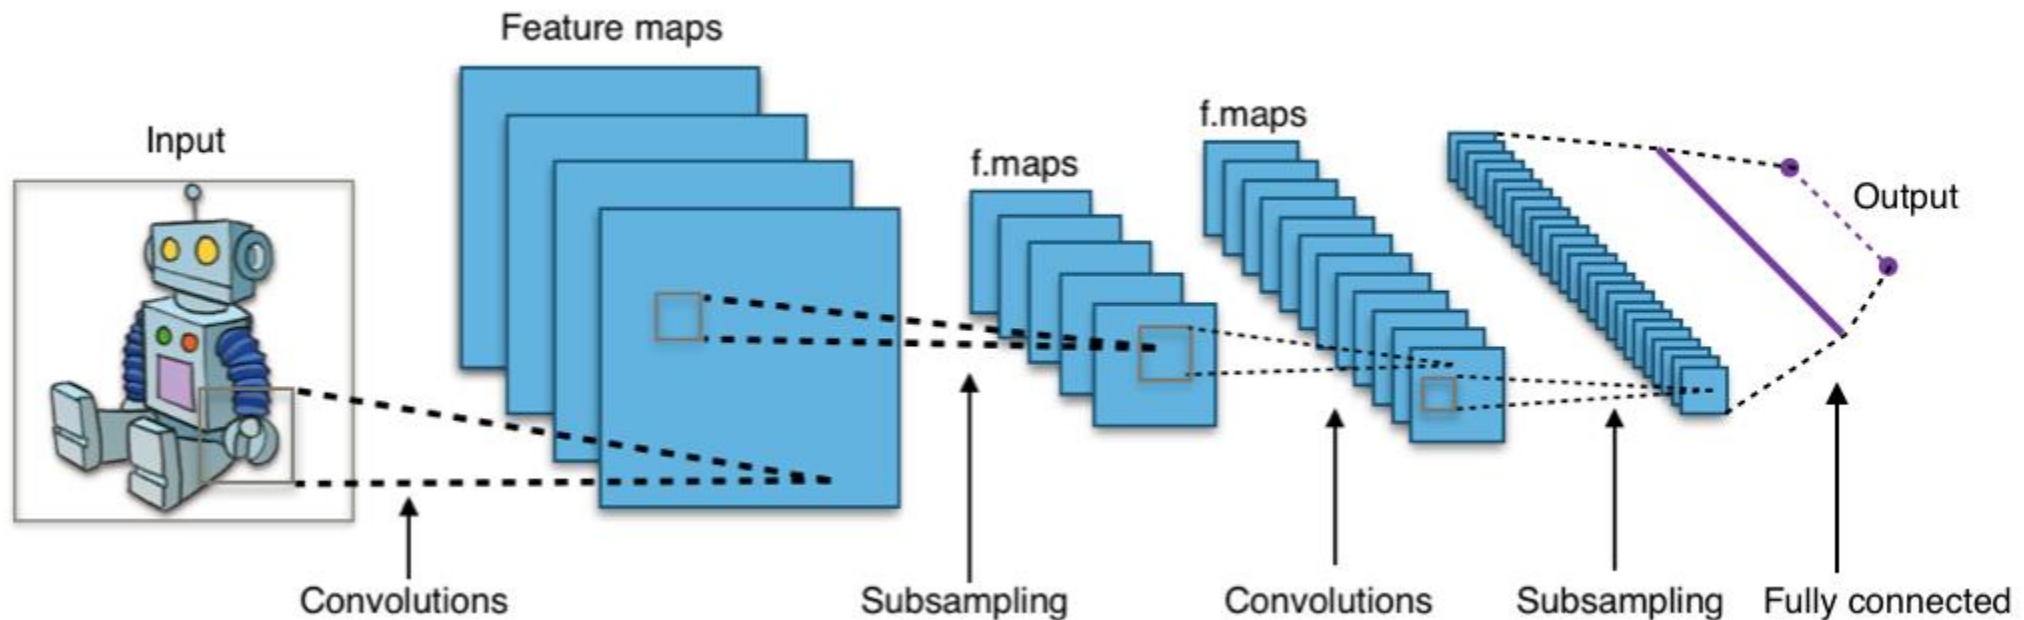 Feature maps
Input
f.maps
f.maps
Output
Convolutions
Subsampling
Convolutions
Subsampling
Fully connected